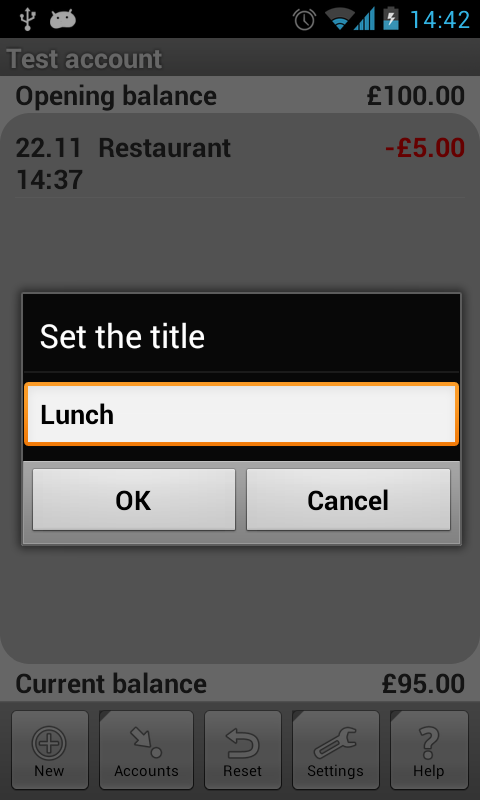 14:42
Test account
Opening balance £100.00
22.11 Restaurant -£5.00
14:37
Set the title
Lunch
OK Cancel
Current balance £95.00
New Accounts Reset Settings Help